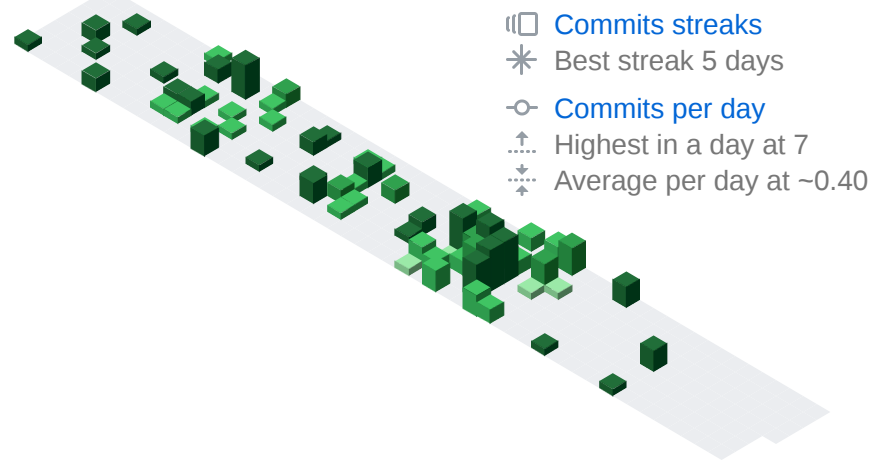 Commits streaks
Best streak 5 days
Commits per day
Highest in a day at 7
Average per day at ~0.40